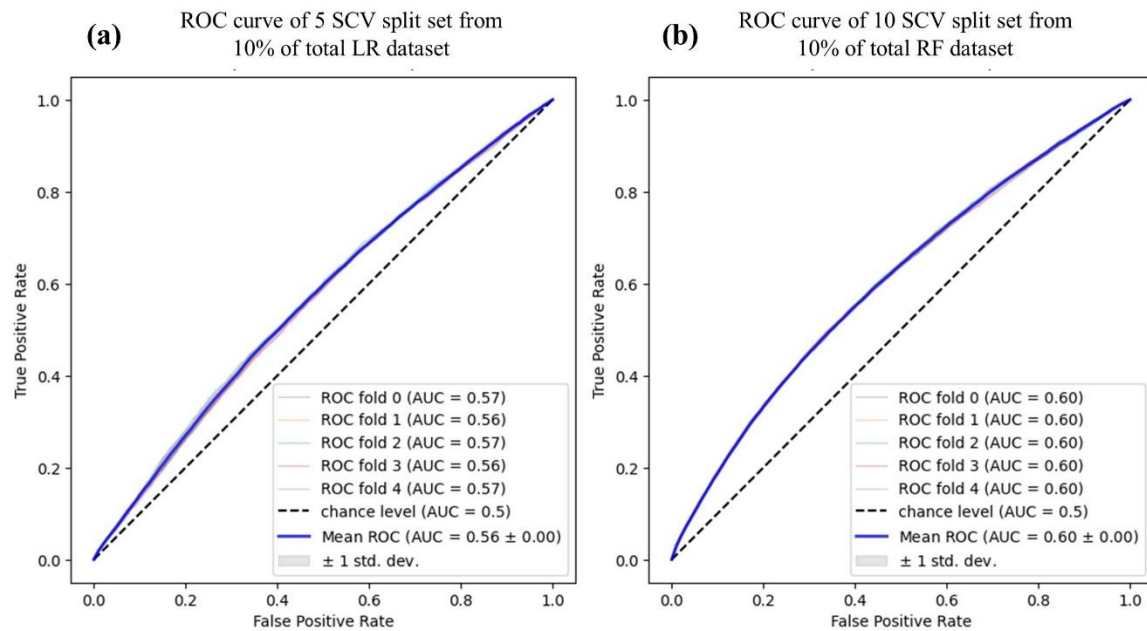 (a)
ROC curve of 5 SCV split set from
10% of total LR dataset
1.0
0.8
0.6
0.4
0.2
0.0
True Positive Rate
ROC fold 0 (AUC = 0.57)
ROC fold 1 (AUC = 0.56)
ROC fold 2 (AUC = 0.57)
ROC fold 3 (AUC = 0.56)
ROC fold 4 (AUC = 0.57)
chance level (AUC = 0.5)
Mean ROC (AUC = 0.56 ± 0.00)
± 1 std. dev.
0.0 0.2 0.4 0.6 0.8 1.0
False Positive Rate
(b)
ROC curve of 10 SCV split set from
10% of total RF dataset
1.0
0.8
0.6
0.4
0.2
0.0
True Positive Rate
ROC fold 0 (AUC = 0.60)
ROC fold 1 (AUC = 0.60)
ROC fold 2 (AUC = 0.60)
ROC fold 3 (AUC = 0.60)
ROC fold 4 (AUC = 0.60)
chance level (AUC = 0.5)
Mean ROC (AUC = 0.60 ± 0.00)
± 1 std. dev.
0.0 0.2 0.4 0.6 0.8 1.0
False Positive Rate